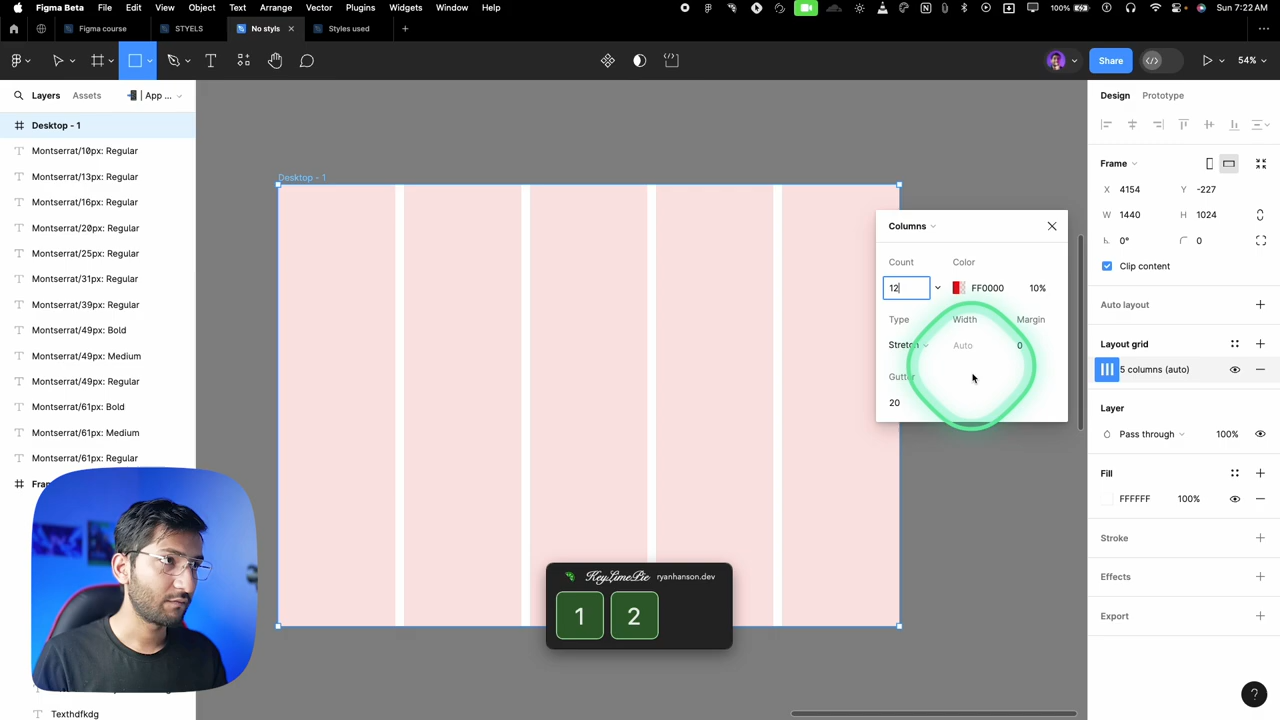 Figma Beta File Edit View Object Text Arrange Vector Plugins Widgets Window Help 100% Sun 7:22 AM
Figma course STYELS No styls Styles used
Share 54%
Layers Assets | App ... Design Prototype
Desktop - 1
Montserrat/10px: Regular
Montserrat/13px: Regular
Montserrat/16px: Regular
Montserrat/20px: Regular
Montserrat/25px: Regular
Montserrat/31px: Regular
Montserrat/39px: Regular
Montserrat/49px: Bold
Montserrat/49px: Medium
Montserrat/49px: Regular
Montserrat/61px: Bold
Montserrat/61px: Medium
Montserrat/61px: Regular
Texthdfkdg
Desktop - 1
Columns
Count Color
12 FF0000 10%
Type Width Margin
Stretch Auto 0
Gutter
20
KeyLimePie ryanhanson.dev
1 2
Frame
X 4154 Y -227
W 1440 H 1024
0° 0
Clip content
Auto layout
Layout grid
5 columns (auto)
Layer
Pass through 100%
Fill
FFFFFF 100%
Stroke
Effects
Export
?